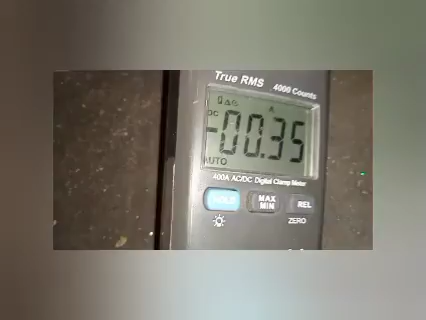 True RMS 4000 Counts
A
DC
-00.35
AUTO
400A AC/DC Digital Clamp Meter
HOLD MAX MIN REL
ZERO